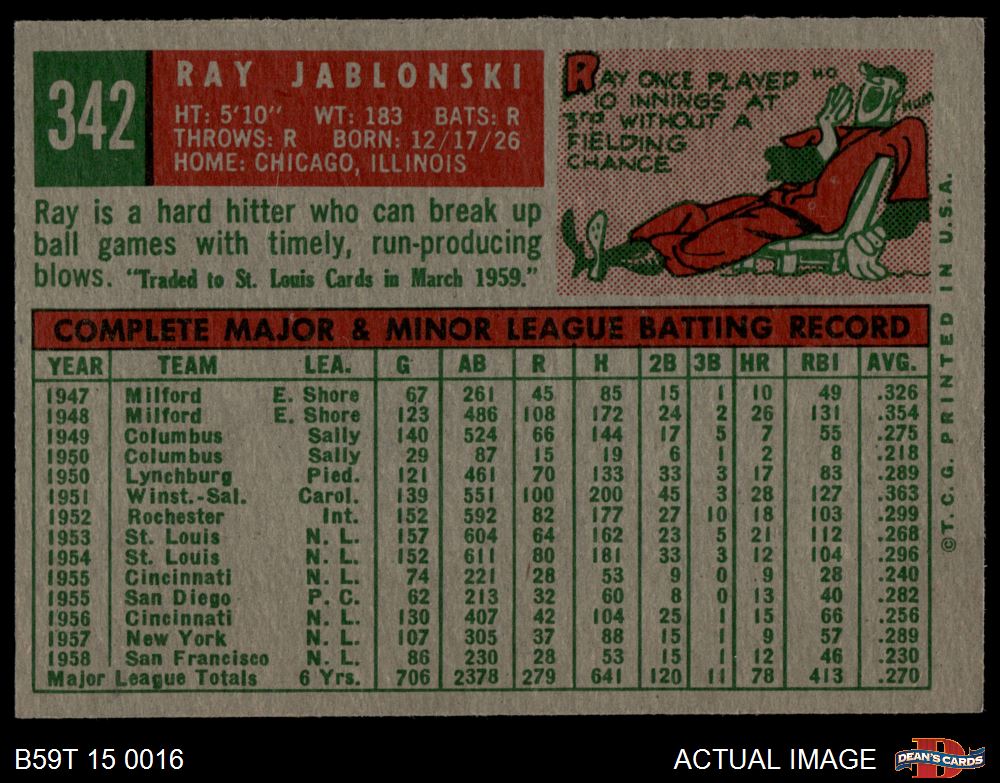 342
RAY JABLONSKI
HT: 5'10" WT: 183 BATS: R
THROWS: R BORN: 12/17/26
HOME: CHICAGO, ILLINOIS
RAY ONCE PLAYED
10 INNINGS AT
3RD WITHOUT A
FIELDING
CHANCE
HO
HUM
Ray is a hard hitter who can break up
ball games with timely, run-producing
blows. "Traded to St. Louis Cards in March 1959."
COMPLETE MAJOR & MINOR LEAGUE BATTING RECORD
YEAR TEAM LEA. G AB R H 2B 3B HR RBI AVG.
1947 Milford E. Shore 67 261 45 85 15 1 10 49 .326
1948 Milford E. Shore 123 486 108 172 24 2 26 131 .354
1949 Columbus Sally 140 524 66 144 17 5 7 55 .275
1950 Columbus Sally 29 87 15 19 6 1 2 8 .218
1950 Lynchburg Pied. 121 461 70 133 33 3 17 83 .289
1951 Winst.-Sal. Carol. 139 551 100 200 45 3 28 127 .363
1952 Rochester Int. 152 592 82 177 27 10 18 103 .299
1953 St. Louis N. L. 157 604 64 162 23 5 21 112 .268
1954 St. Louis N. L. 152 611 80 181 33 3 12 104 .296
1955 Cincinnati N. L. 74 221 28 53 9 0 9 28 .240
1955 San Diego P. C. 62 213 32 60 8 0 13 40 .282
1956 Cincinnati N. L. 130 407 42 104 25 1 15 66 .256
1957 New York N. L. 107 305 37 88 15 1 9 57 .289
1958 San Francisco N. L. 86 230 28 53 15 1 12 46 .230
Major League Totals 6 Yrs. 706 2378 279 641 120 11 78 413 .270
©T. C. G. PRINTED IN U.S.A.
B59T 15 0016
ACTUAL IMAGE
DEAN'S CARDS